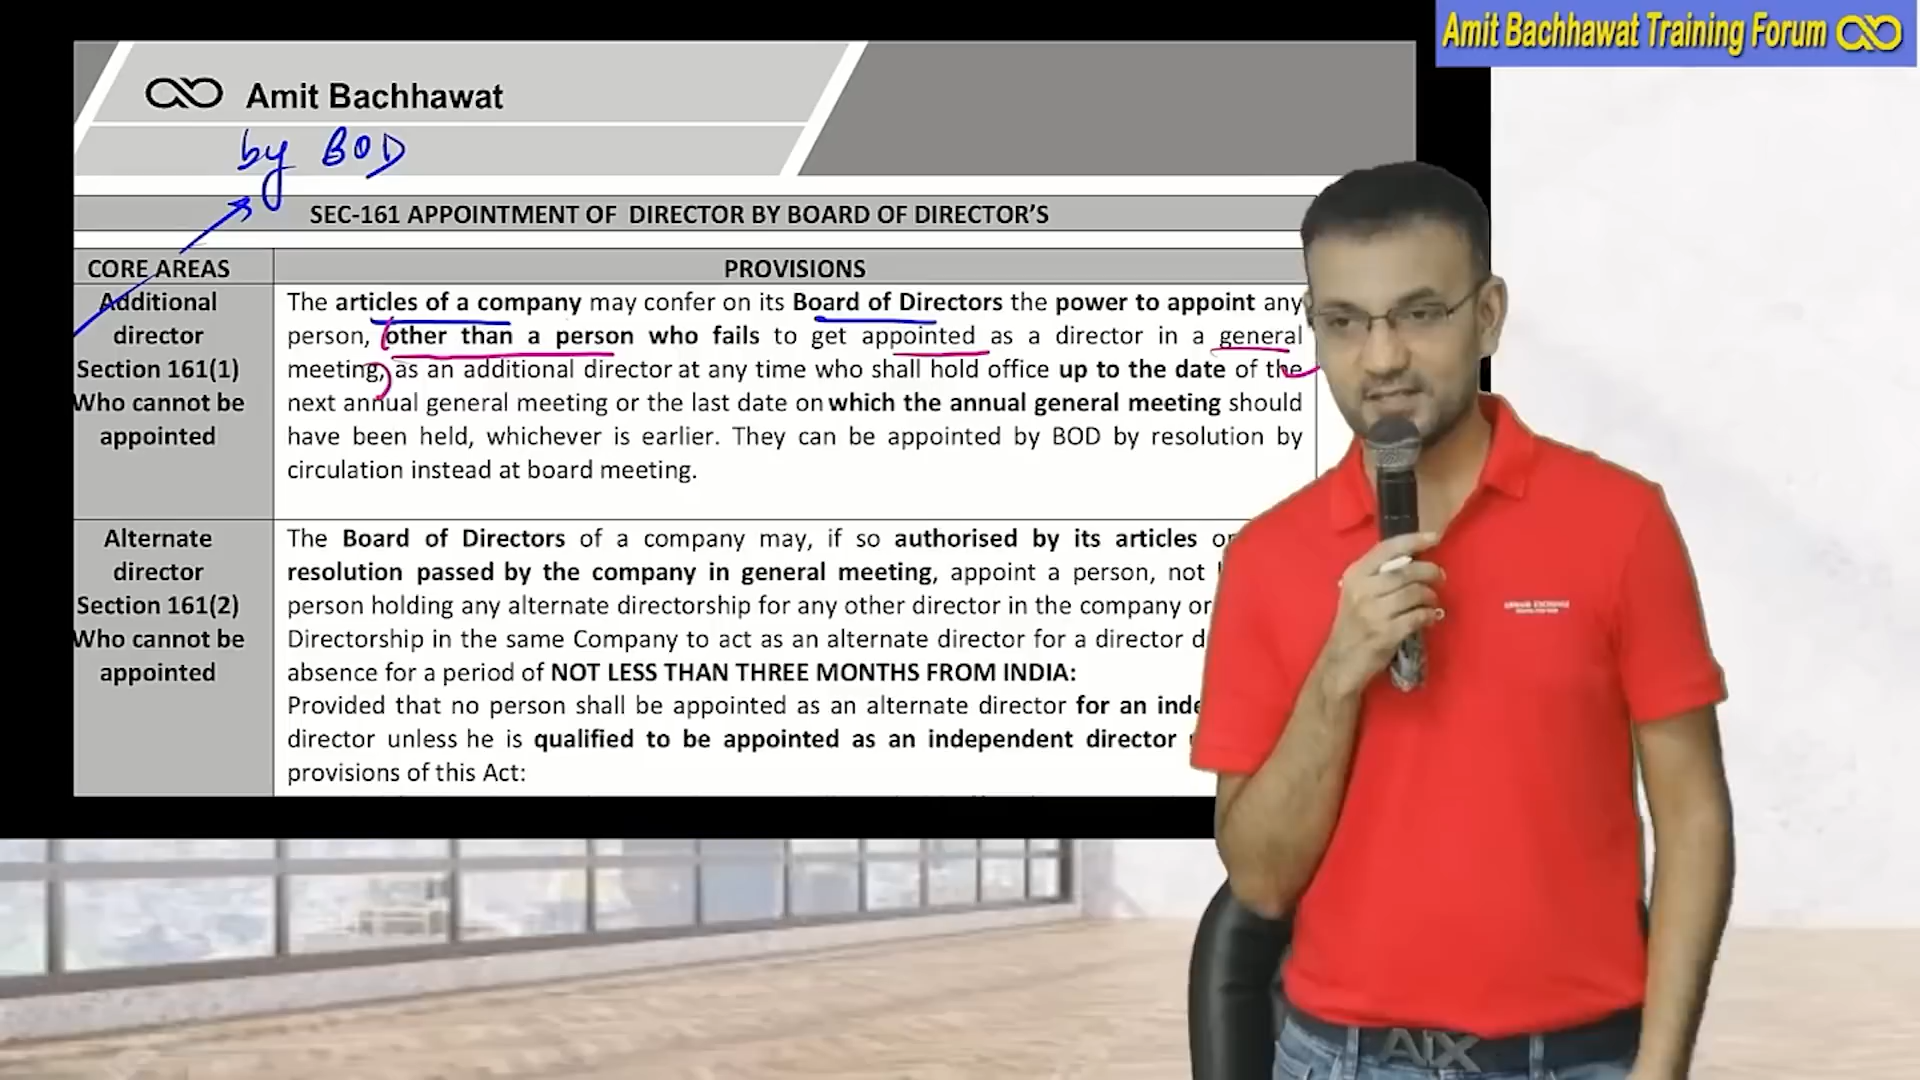 Amit Bachhawat Training Forum
Amit Bachhawat
by BOD
SEC-161 APPOINTMENT OF DIRECTOR BY BOARD OF DIRECTOR'S
CORE AREAS
PROVISIONS
Additional
director
Section 161(1)
Who cannot be
appointed
The articles of a company may confer on its Board of Directors the power to appoint any
person, other than a person who fails to get appointed as a director in a general
meeting, as an additional director at any time who shall hold office up to the date of the
next annual general meeting or the last date on which the annual general meeting should
have been held, whichever is earlier. They can be appointed by BOD by resolution by
circulation instead at board meeting.
Alternate
director
Section 161(2)
Who cannot be
appointed
The Board of Directors of a company may, if so authorised by its articles or
resolution passed by the company in general meeting, appoint a person, not
person holding any alternate directorship for any other director in the company or
Directorship in the same Company to act as an alternate director for a director
absence for a period of NOT LESS THAN THREE MONTHS FROM INDIA:
Provided that no person shall be appointed as an alternate director for an
director unless he is qualified to be appointed as an independent director
provisions of this Act:
AIX